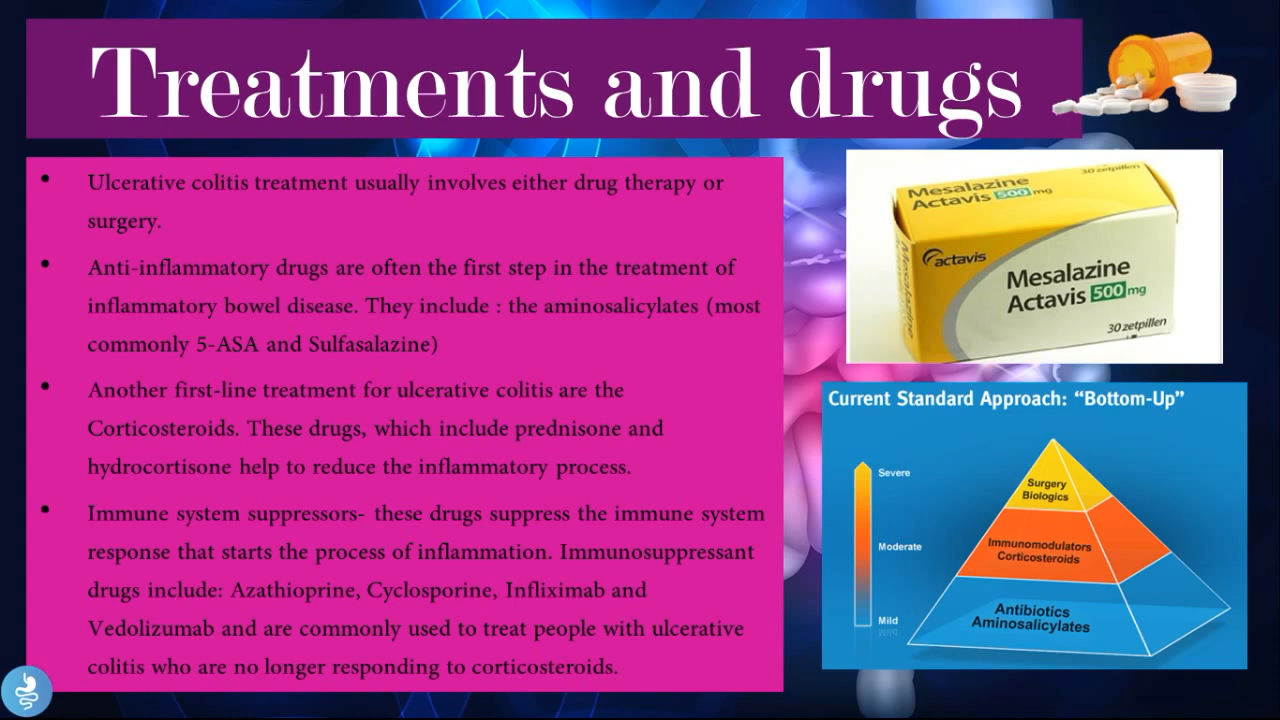 Treatments and drugs
• Ulcerative colitis treatment usually involves either drug therapy or
surgery.
• Anti-inflammatory drugs are often the first step in the treatment of
inflammatory bowel disease. They include : the aminosalicylates (most
commonly 5-ASA and Sulfasalazine)
• Another first-line treatment for ulcerative colitis are the
Corticosteroids. These drugs, which include prednisone and
hydrocortisone help to reduce the inflammatory process.
• Immune system suppressors- these drugs suppress the immune system
response that starts the process of inflammation. Immunosuppressant
drugs include: Azathioprine, Cyclosporine, Infliximab and
Vedolizumab and are commonly used to treat people with ulcerative
colitis who are no longer responding to corticosteroids.
Mesalazine
Actavis 500 mg
30 zetpillen
actavis
Mesalazine
Mesalazine
Actavis 500 mg
30 zetpillen
Current Standard Approach: “Bottom-Up”
Severe
Moderate
Mild
Surgery
Biologics
Immunomodulators
Corticosteroids
Antibiotics
Aminosalicylates